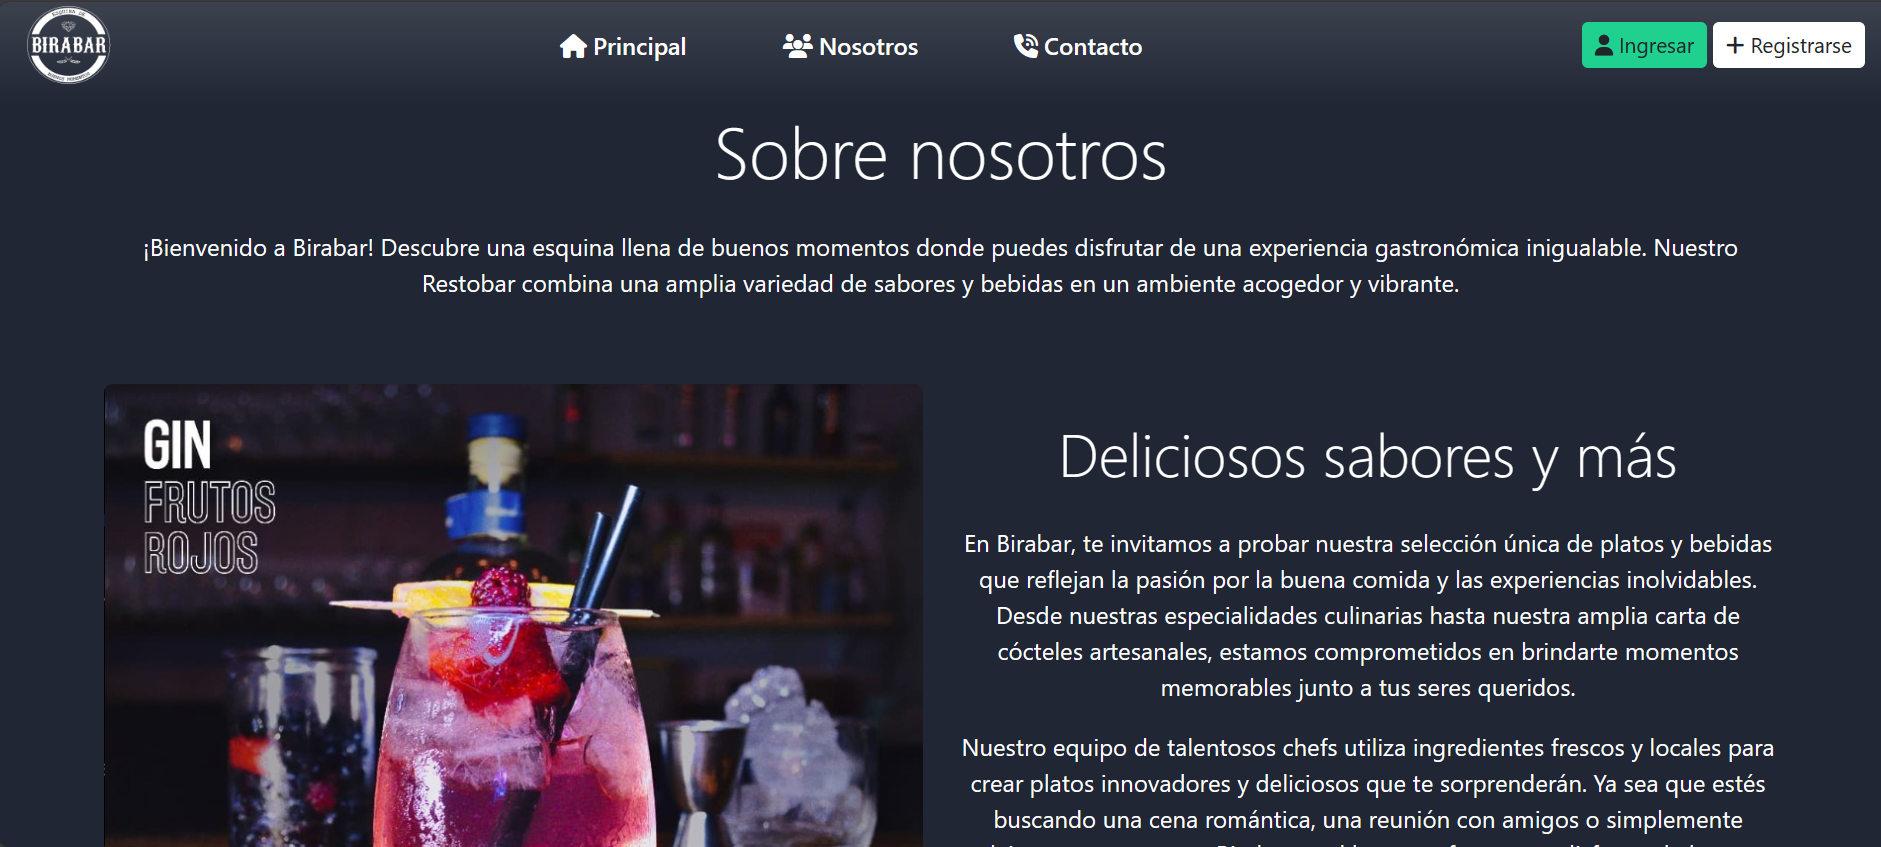 ESQUINA DE
BIRABAR
BUENOS MOMENTOS
Principal
Nosotros
Contacto
Ingresar
Registrarse
Sobre nosotros
¡Bienvenido a Birabar! Descubre una esquina llena de buenos momentos donde puedes disfrutar de una experiencia gastronómica inigualable. Nuestro
Restobar combina una amplia variedad de sabores y bebidas en un ambiente acogedor y vibrante.
GIN
FRUTOS
ROJOS
Deliciosos sabores y más
En Birabar, te invitamos a probar nuestra selección única de platos y bebidas
que reflejan la pasión por la buena comida y las experiencias inolvidables.
Desde nuestras especialidades culinarias hasta nuestra amplia carta de
cócteles artesanales, estamos comprometidos en brindarte momentos
memorables junto a tus seres queridos.
Nuestro equipo de talentosos chefs utiliza ingredientes frescos y locales para
crear platos innovadores y deliciosos que te sorprenderán. Ya sea que estés
buscando una cena romántica, una reunión con amigos o simplemente